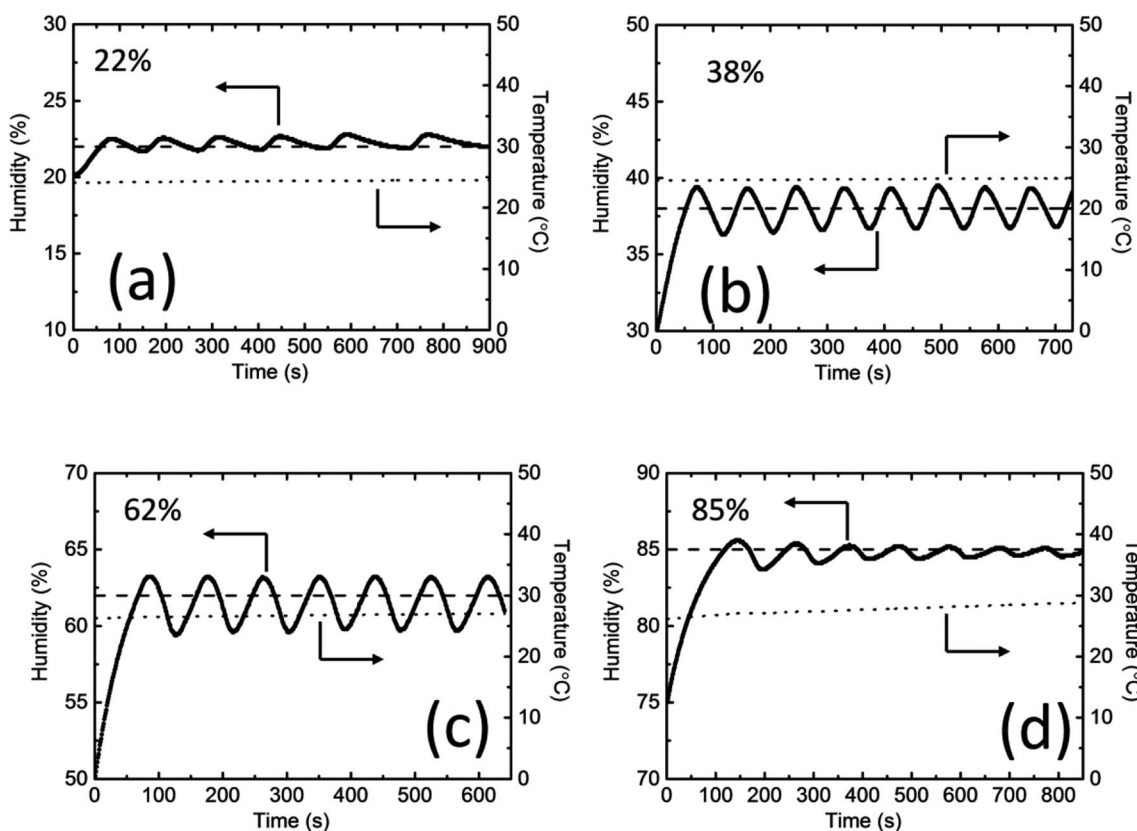 22%
Humidity (%)
30
25
20
15
10
50
40
30
20
10
0
Temperature (°C)
(a)
0 100 200 300 400 500 600 700 800 900
Time (s)
38%
Humidity (%)
50
45
40
35
30
50
40
30
20
10
0
Temperature (°C)
(b)
0 100 200 300 400 500 600 700
Time (s)
62%
Humidity (%)
70
65
60
55
50
50
40
30
20
10
0
Temperature (°C)
(c)
0 100 200 300 400 500 600
Time (s)
85%
Humidity (%)
90
85
80
75
70
50
40
30
20
10
0
Temperature (°C)
(d)
0 100 200 300 400 500 600 700 800
Time (s)